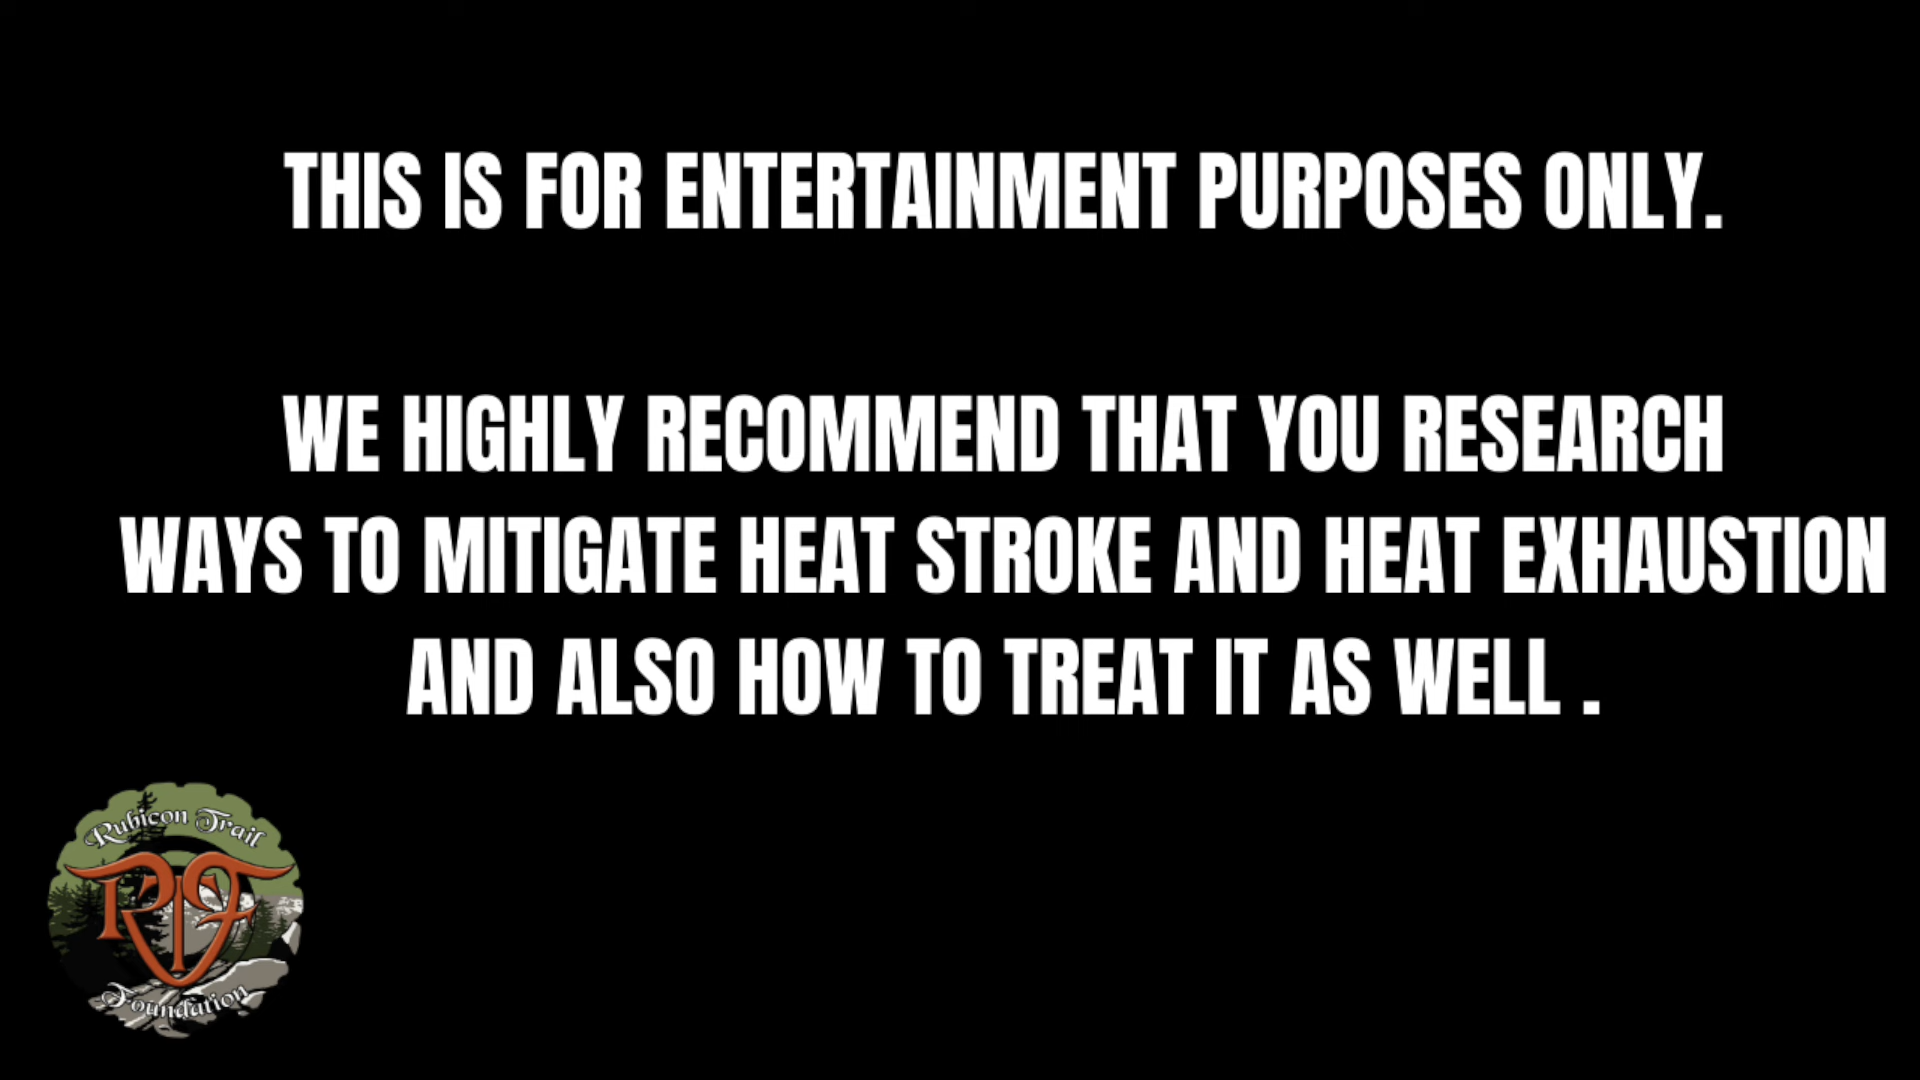 THIS IS FOR ENTERTAINMENT PURPOSES ONLY.
WE HIGHLY RECOMMEND THAT YOU RESEARCH
WAYS TO MITIGATE HEAT STROKE AND HEAT EXHAUSTION
AND ALSO HOW TO TREAT IT AS WELL .
Rubicon Trail
RTF
Foundation